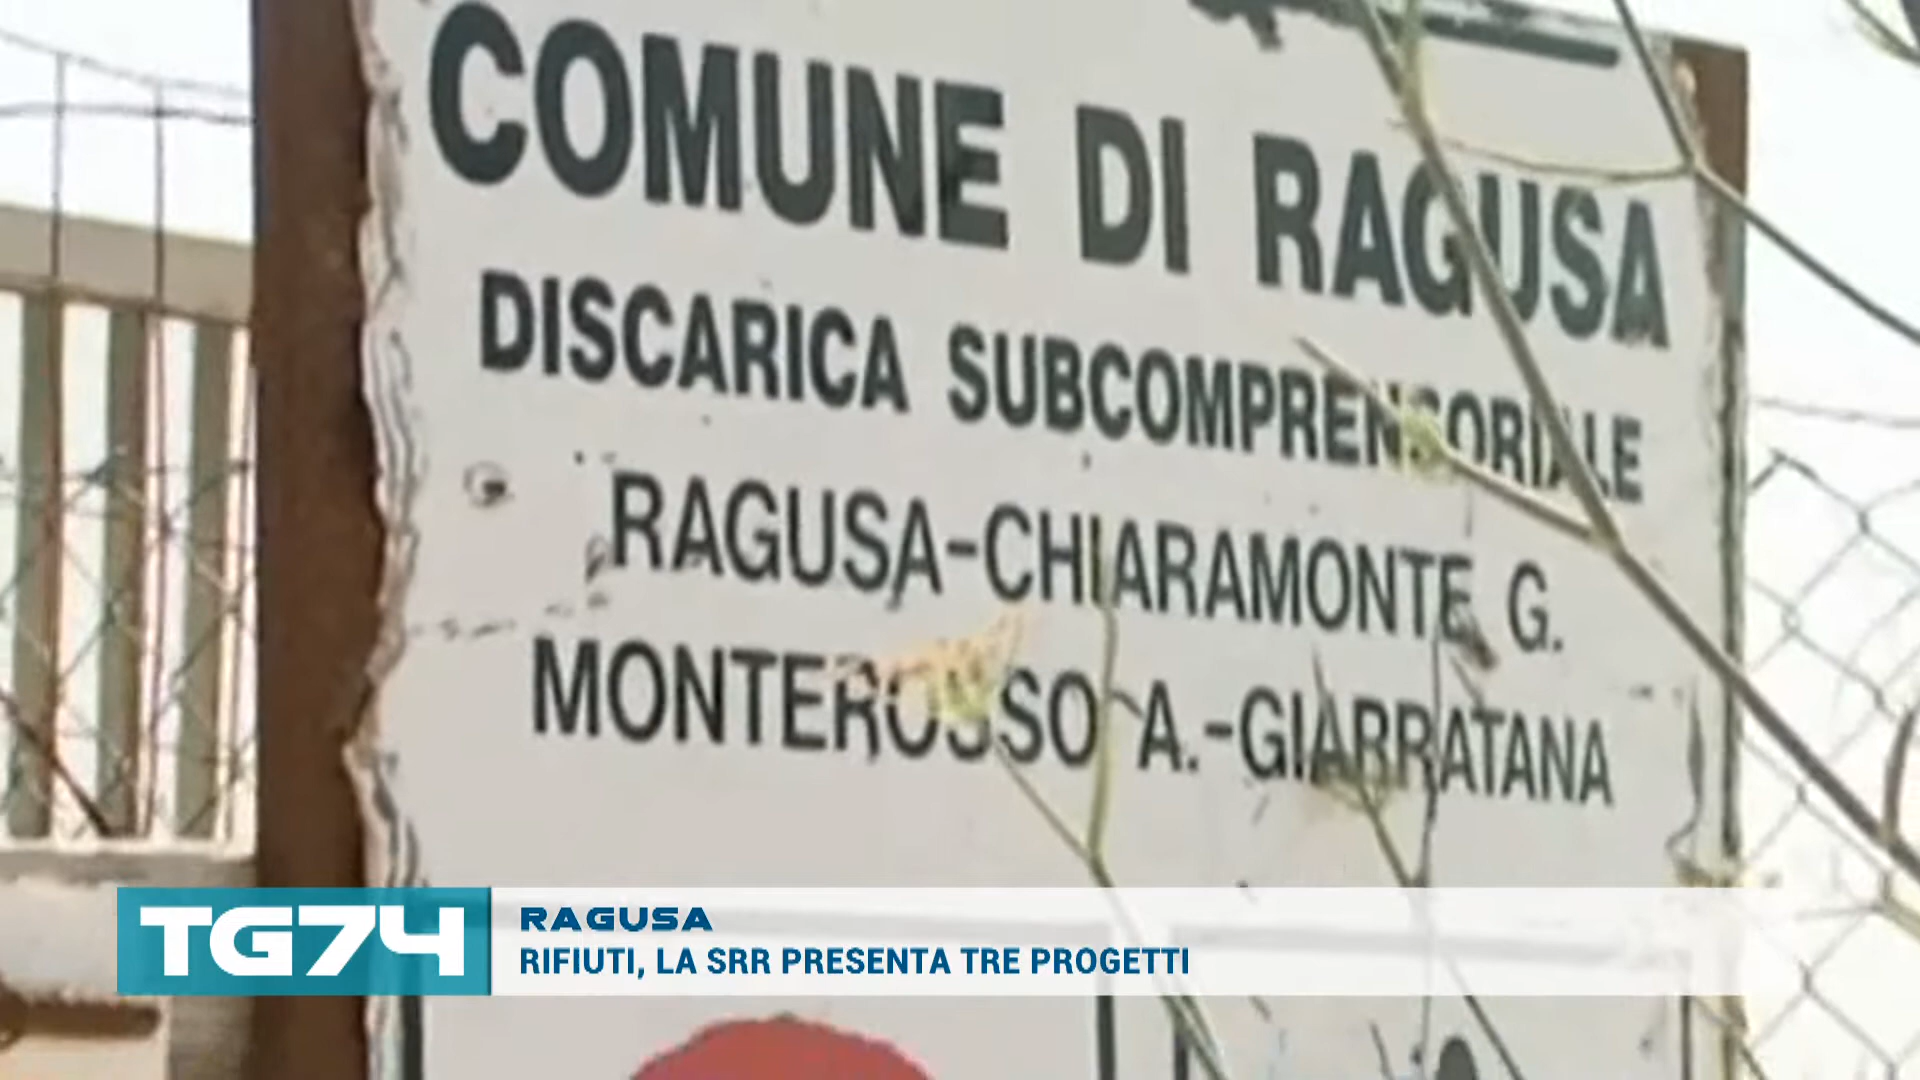 COMUNE DI RAGUSA
DISCARICA SUBCOMPRENSORIALE
RAGUSA-CHIARAMONTE G.
MONTEROSSO A.-GIARRATANA
TG74
RAGUSA
RIFIUTI, LA SRR PRESENTA TRE PROGETTI